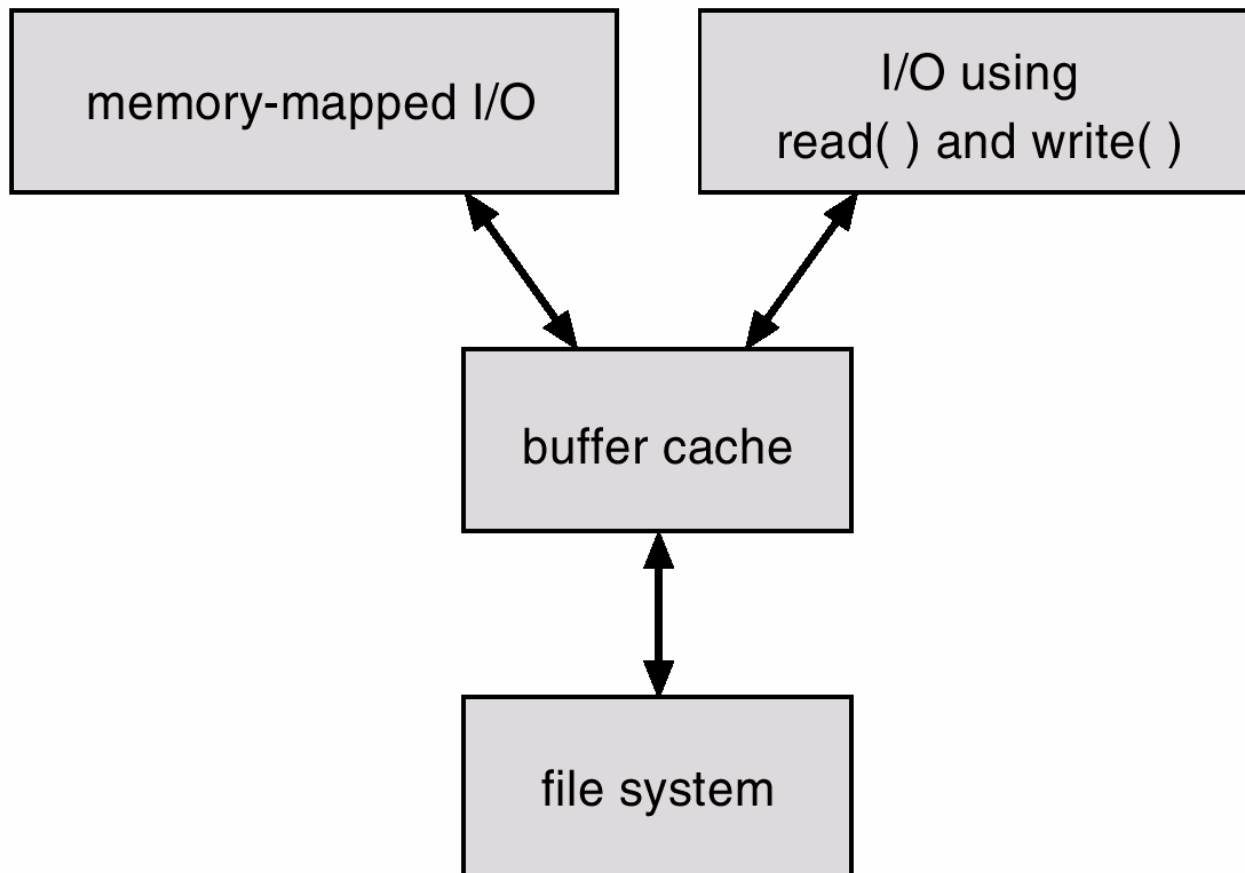 memory-mapped I/O
I/O using
read( ) and write( )
buffer cache
file system